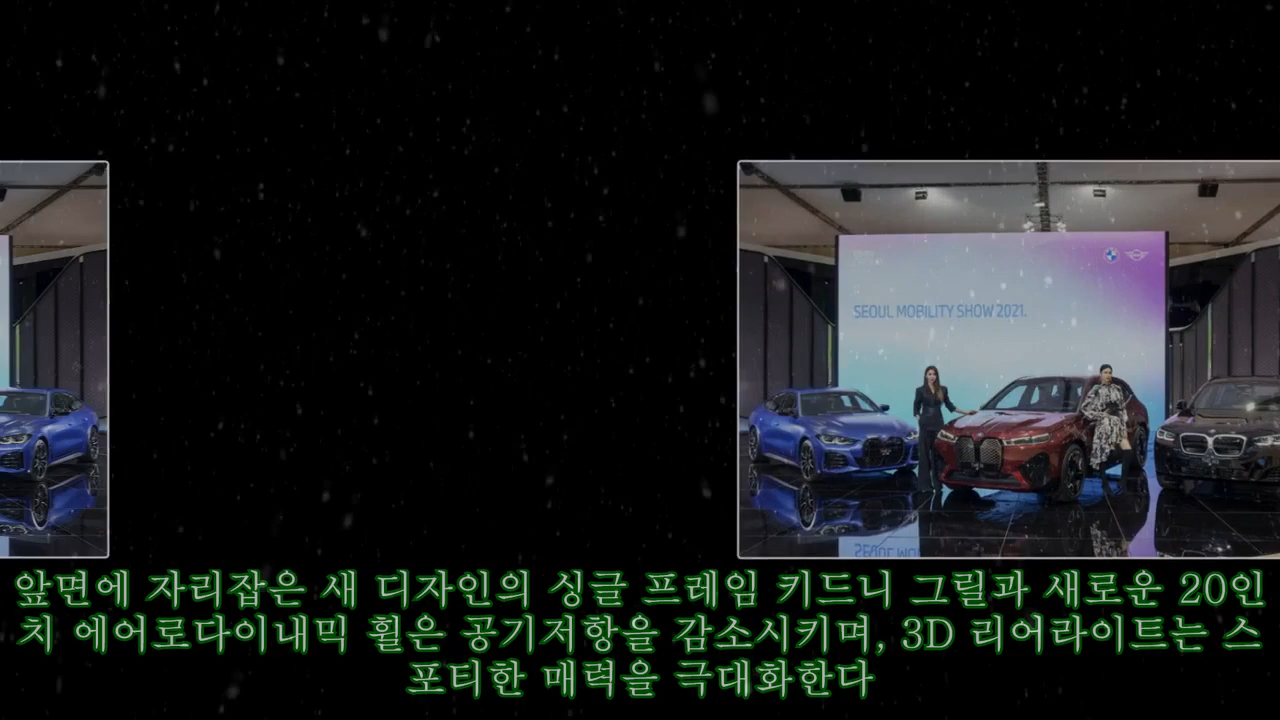 SEOUL MOBILITY SHOW 2021.
앞면에 자리잡은 새 디자인의 싱글 프레임 키드니 그릴과 새로운 20인
치 에어로다이내믹 휠은 공기저항을 감소시키며, 3D 리어라이트는 스
포티한 매력을 극대화한다